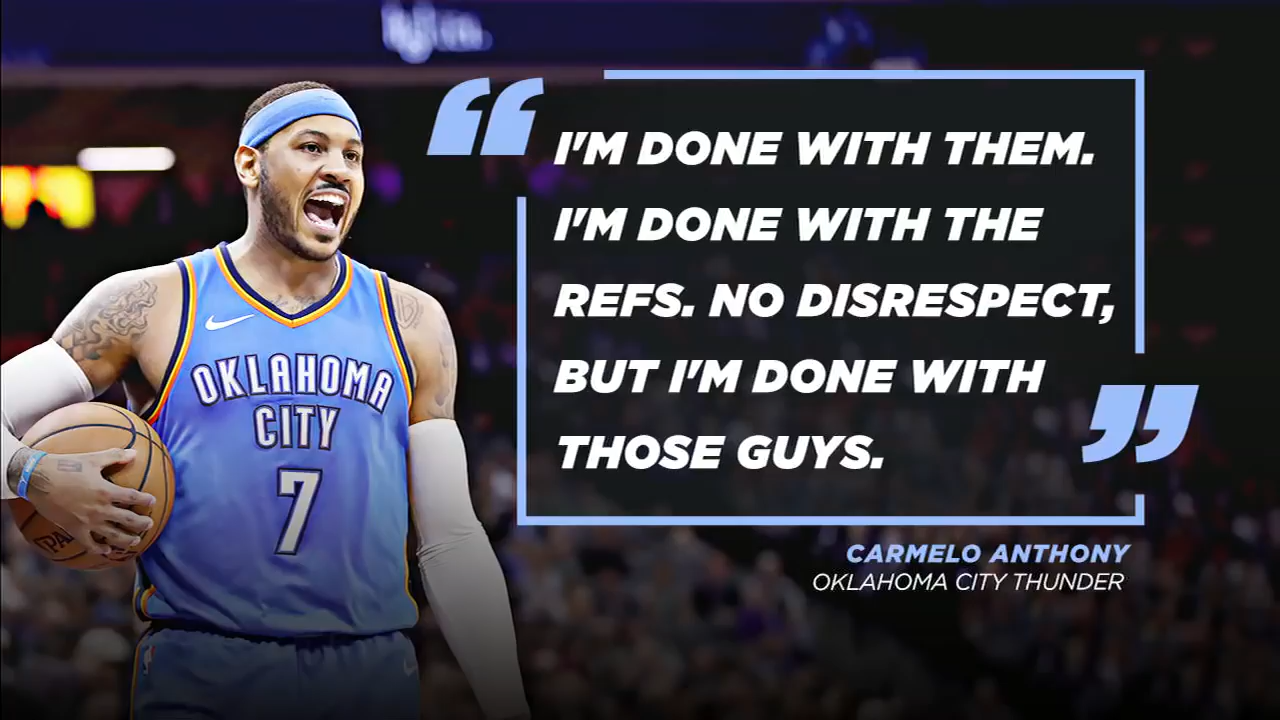 I'M DONE WITH THEM.
I'M DONE WITH THE
REFS. NO DISRESPECT,
BUT I'M DONE WITH
THOSE GUYS.
CARMELO ANTHONY
OKLAHOMA CITY THUNDER
OKLAHOMA
CITY
7